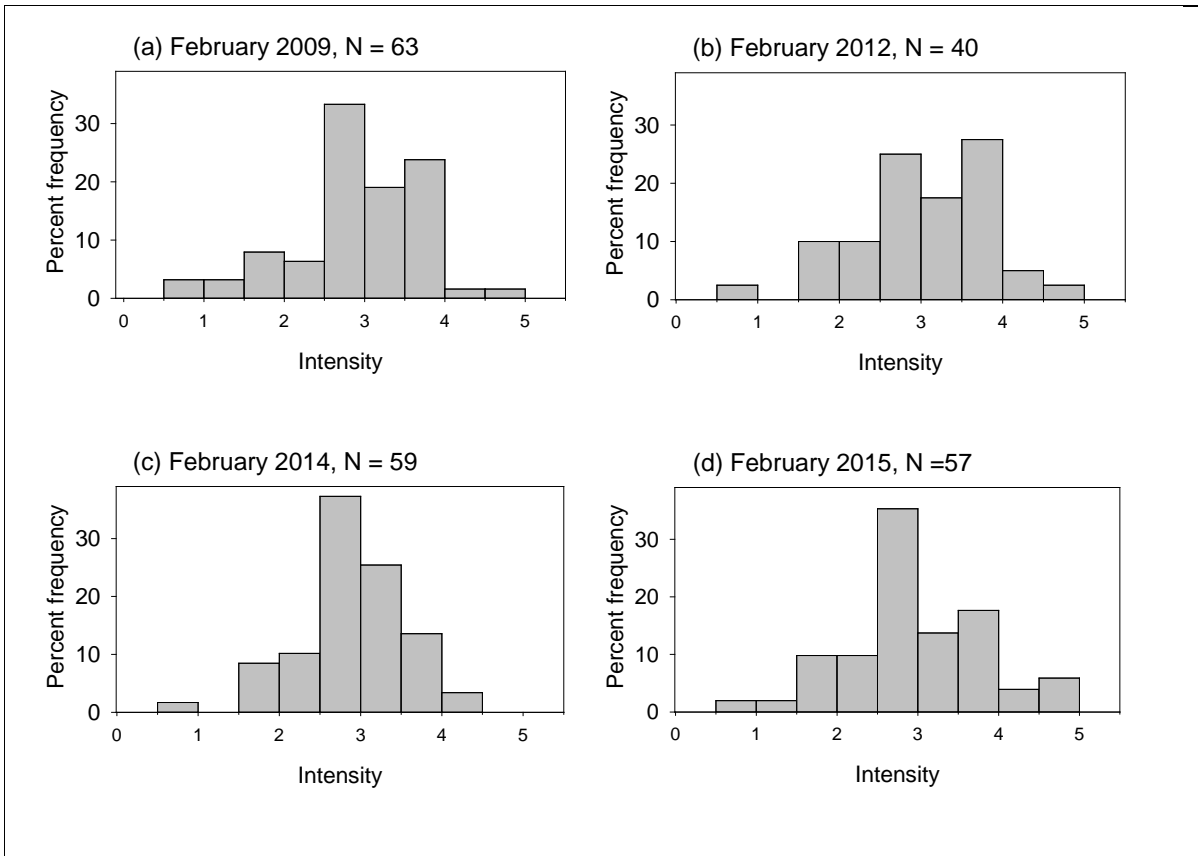 (a) February 2009, N = 63
Percent frequency
30
20
10
0
0 1 2 3 4 5
Intensity
(b) February 2012, N = 40
Percent frequency
30
20
10
0
0 1 2 3 4 5
Intensity
(c) February 2014, N = 59
Percent frequency
30
20
10
0
0 1 2 3 4 5
Intensity
(d) February 2015, N =57
Percent frequency
30
20
10
0
0 1 2 3 4 5
Intensity